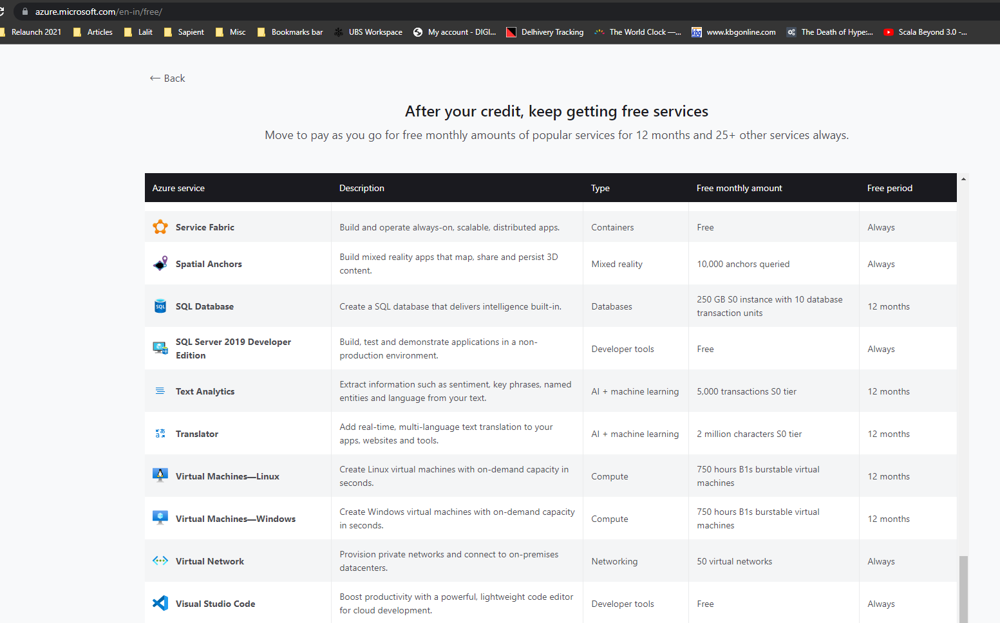 azure.microsoft.com/en-in/free/
Relaunch 2021 Articles Lalit Sapient Misc Bookmarks bar UBS Workspace My account - DIGI... Delhivery Tracking The World Clock —... www.kbgonline.com The Death of Hype:... Scala Beyond 3.0 -...
← Back
After your credit, keep getting free services
Move to pay as you go for free monthly amounts of popular services for 12 months and 25+ other services always.
Azure service Description Type Free monthly amount Free period
Service Fabric Build and operate always-on, scalable, distributed apps. Containers Free Always
Spatial Anchors Build mixed reality apps that map, share and persist 3D
content. Mixed reality 10,000 anchors queried Always
SQL Database Create a SQL database that delivers intelligence built-in. Databases 250 GB S0 instance with 10 database
transaction units 12 months
SQL Server 2019 Developer
Edition Build, test and demonstrate applications in a non-
production environment. Developer tools Free Always
Text Analytics Extract information such as sentiment, key phrases, named
entities and language from your text. AI + machine learning 5,000 transactions S0 tier 12 months
Translator Add real-time, multi-language text translation to your
apps, websites and tools. AI + machine learning 2 million characters S0 tier 12 months
Virtual Machines—Linux Create Linux virtual machines with on-demand capacity in
seconds. Compute 750 hours B1s burstable virtual
machines 12 months
Virtual Machines—Windows Create Windows virtual machines with on-demand capacity
in seconds. Compute 750 hours B1s burstable virtual
machines 12 months
Virtual Network Provision private networks and connect to on-premises
datacenters. Networking 50 virtual networks Always
Visual Studio Code Boost productivity with a powerful, lightweight code editor
for cloud development. Developer tools Free Always